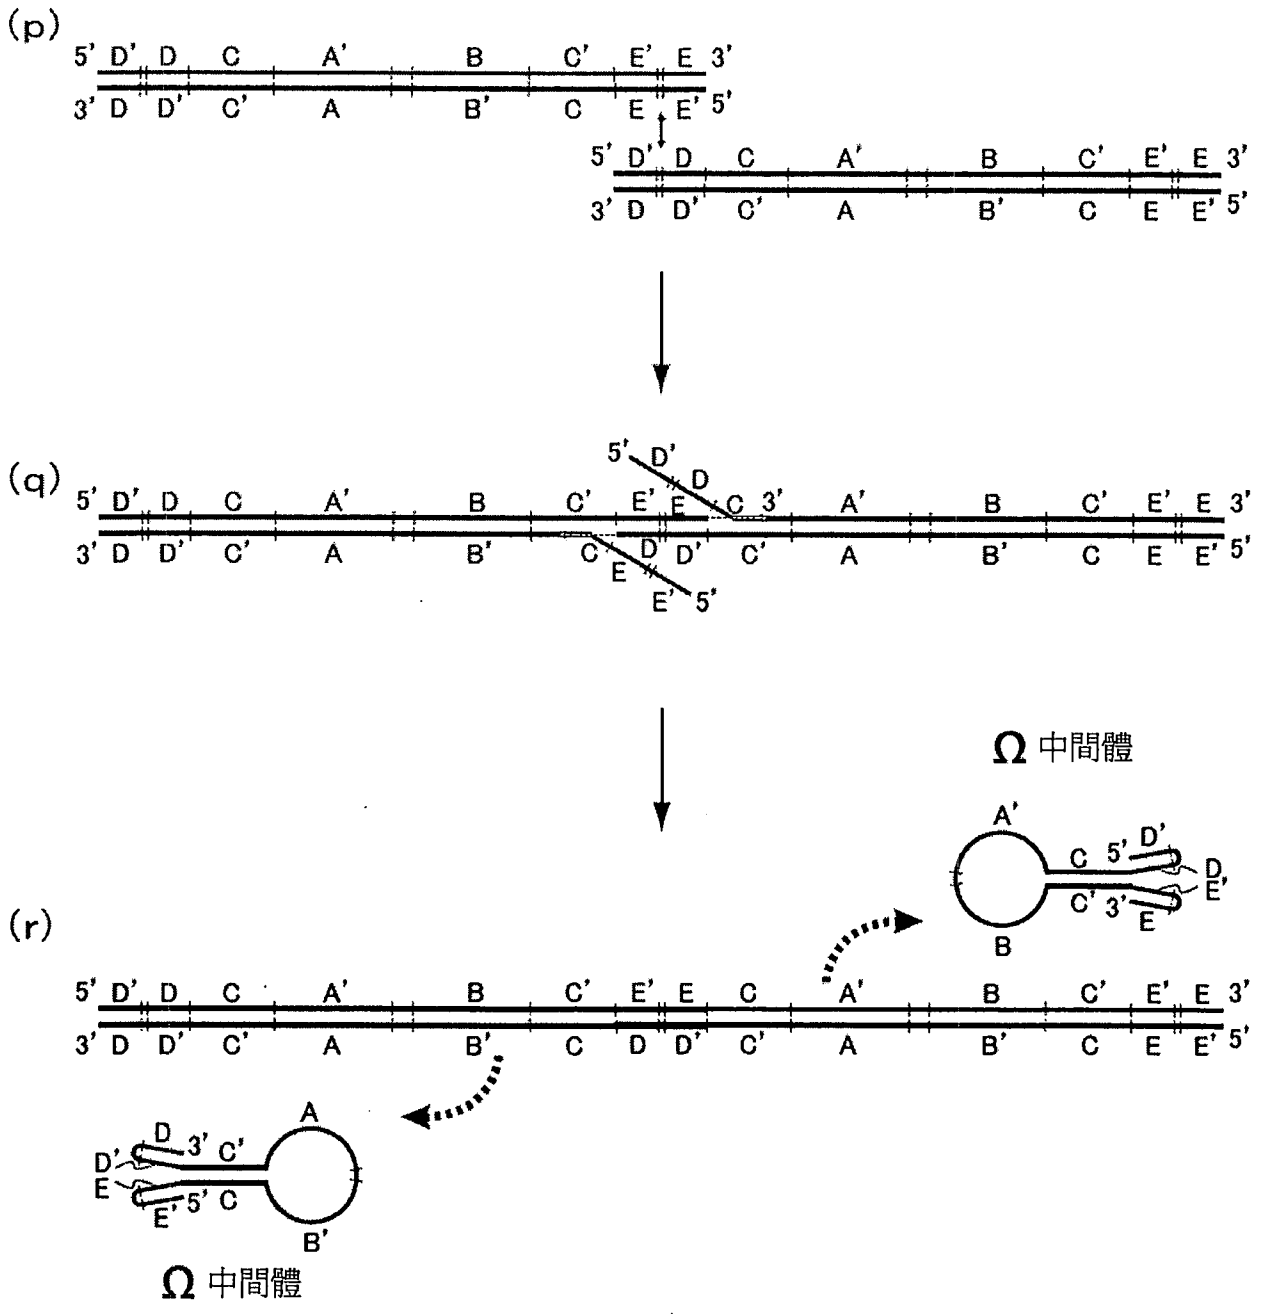 (p)
5' D' D C A' B C' E' E 3'
3' D D' C' A B' C E E' 5'
5' D' D C A' B C' E' E 3'
3' D D' C' A B' C E E' 5'
(q)
5' D' D
5' D' D C A' B C' E' E C 3' A' B C' E' E 3'
3' D D' C' A B' C D D' C' A B' C E E' 5'
E
E' 5'
Ω 中間體
A'
C 5' D'
D
E'
C' 3' E
B
(r)
5' D' D C A' B C' E' E C A' B C' E' E 3'
3' D D' C' A B' C D D' C' A B' C E E' 5'
A
D 3' C'
D'
E
E' 5' C
B'
Ω 中間體